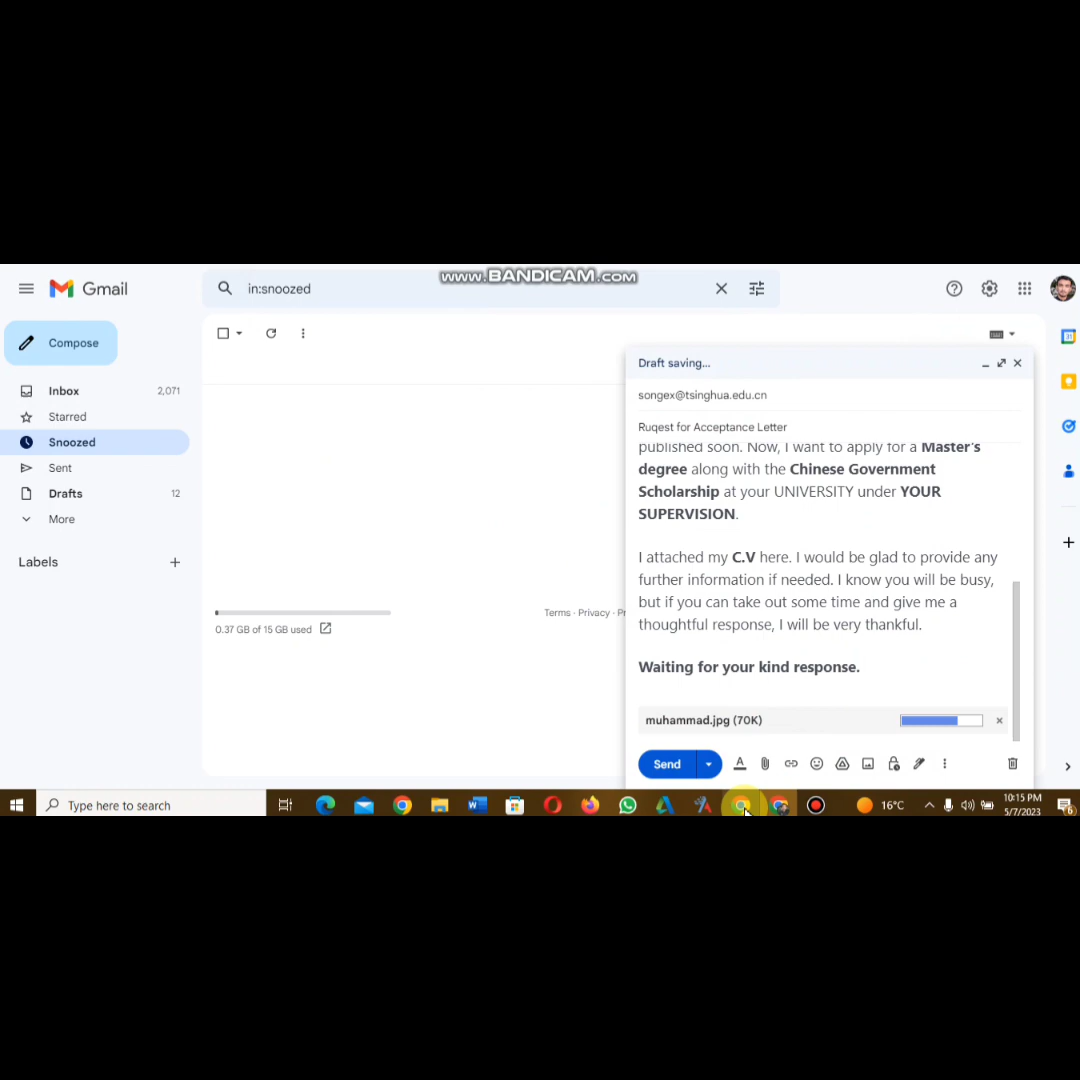 www.BANDICAM.com
Gmail
in:snoozed
Compose
Draft saving...
Inbox 2,071
songex@tsinghua.edu.cn
Starred
Ruqest for Acceptance Letter
Snoozed
published soon. Now, I want to apply for a Master's
degree along with the Chinese Government
Scholarship at your UNIVERSITY under YOUR
SUPERVISION.
Sent
Drafts 12
More
Labels
I attached my C.V here. I would be glad to provide any
further information if needed. I know you will be busy,
but if you can take out some time and give me a
thoughtful response, I will be very thankful.
Terms · Privacy · Pr
0.37 GB of 15 GB used
Waiting for your kind response.
muhammad.jpg (70K)
Send
Type here to search
16°C
10:15 PM
5/7/2023
6
31